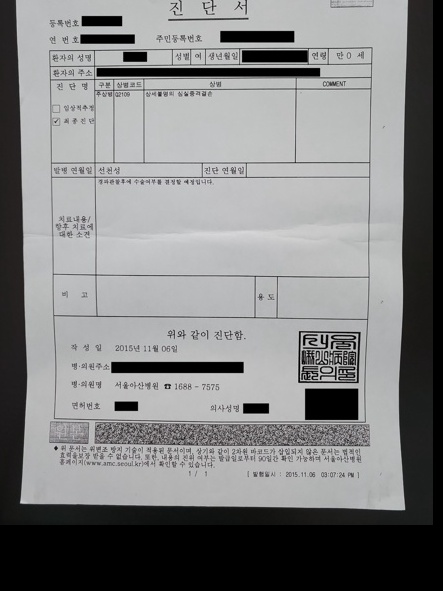 진 단 서
등록번호
연 번 호 주민등록번호
환자의 성명 성별 여 생년월일 연령 만 0 세
환자의 주소
진 단 명 구분 상병코드 상병 COMMENT
주상병 Q2109 상세불명의 심실중격결손
임상적추정
최 종 진 단
발병 연월일 선천성 진단 연월일
경과관찰후에 수술여부를 결정할 예정입니다.
치료내용/
향후 치료에
대한 소견
비 고 용 도
위와 같이 진단함.
작 성 일 2015년 11월 06일
병·의원주소
병·의원명 서울아산병원 ☎ 1688 - 7575
면허번호 의사성명
◆ 위 문서는 위변조 방지 기술이 적용된 문서이며, 상기와 같이 2차원 바코드가 삽입되지 않은 문서는 법적인
효력을보장 받을 수 없습니다. 또한, 내용의 진위 여부는 발급일로부터 90일간 확인 가능하며 서울아산병원
홈페이지(www.amc.seoul.kr)에서 확인할 수 있습니다.
1 / 1 [ 발행일시 : 2015.11.06 03:07:24 PM ]